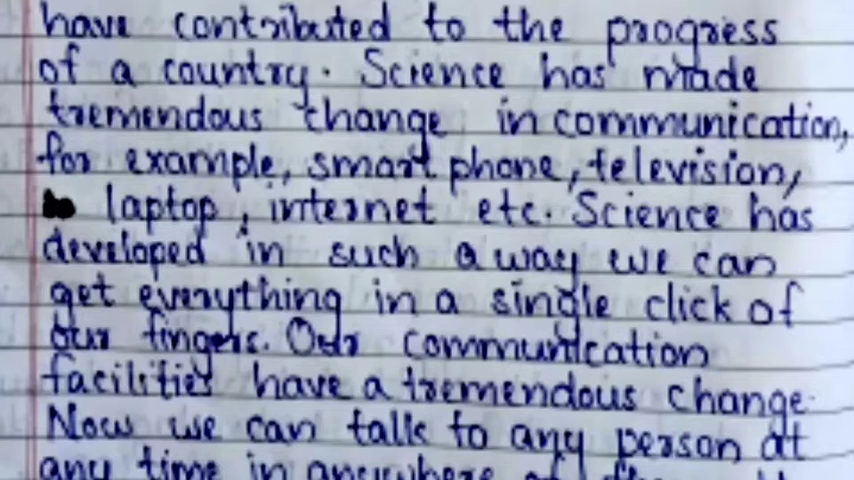 have contributed to the progress
of a country. Science has made
tremendous change in communication,
for example, smart phone, television,
laptop, internet etc. Science has
developed in such a way we can
get everything in a single click of
our fingers. Our communication
facilities have a tremendous change.
Now we can talk to any person at
any time in anywhere of